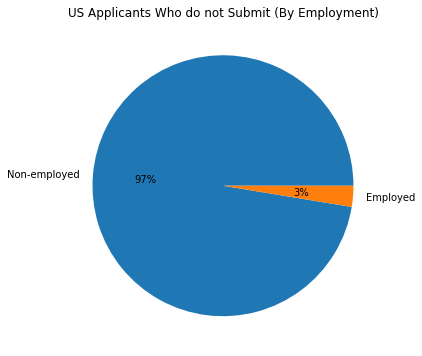 US Applicants Who do not Submit (By Employment)
Non-employed
97%
3%
Employed